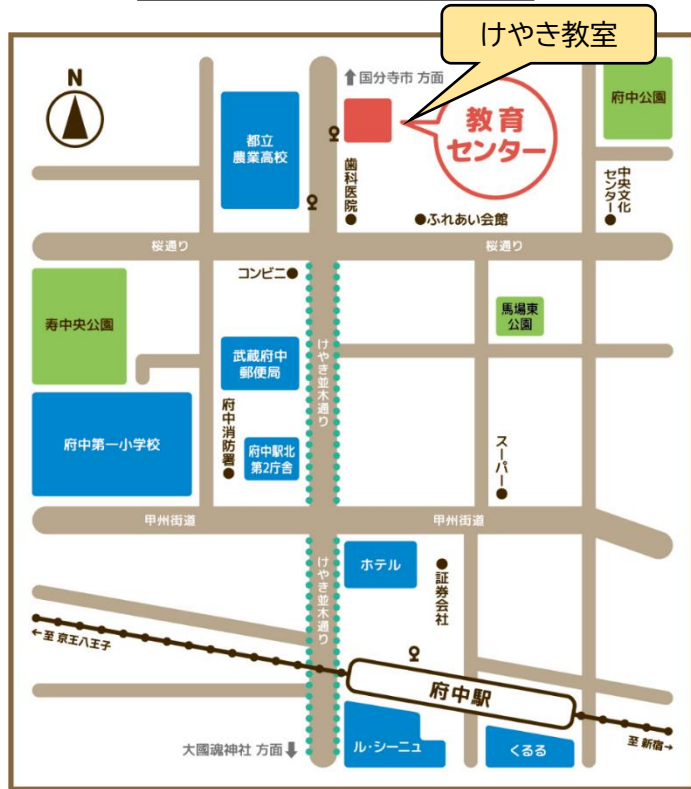 けやき教室
N
国分寺市 方面
府中公園
教育
センター
都立
農業高校
歯科医院
中央文化
センター
ふれあい会館
桜通り
桜通り
コンビニ
寿中央公園
馬場東
公園
けやき並木通り
武蔵府中
郵便局
府中消防署
府中第一小学校
府中駅北
第2庁舎
スーパー
甲州街道
甲州街道
けやき並木通り
ホテル
証券会社
←至 京王八王子
府中駅
大國魂神社 方面
ル・シーニュ
くるる
至 新宿→